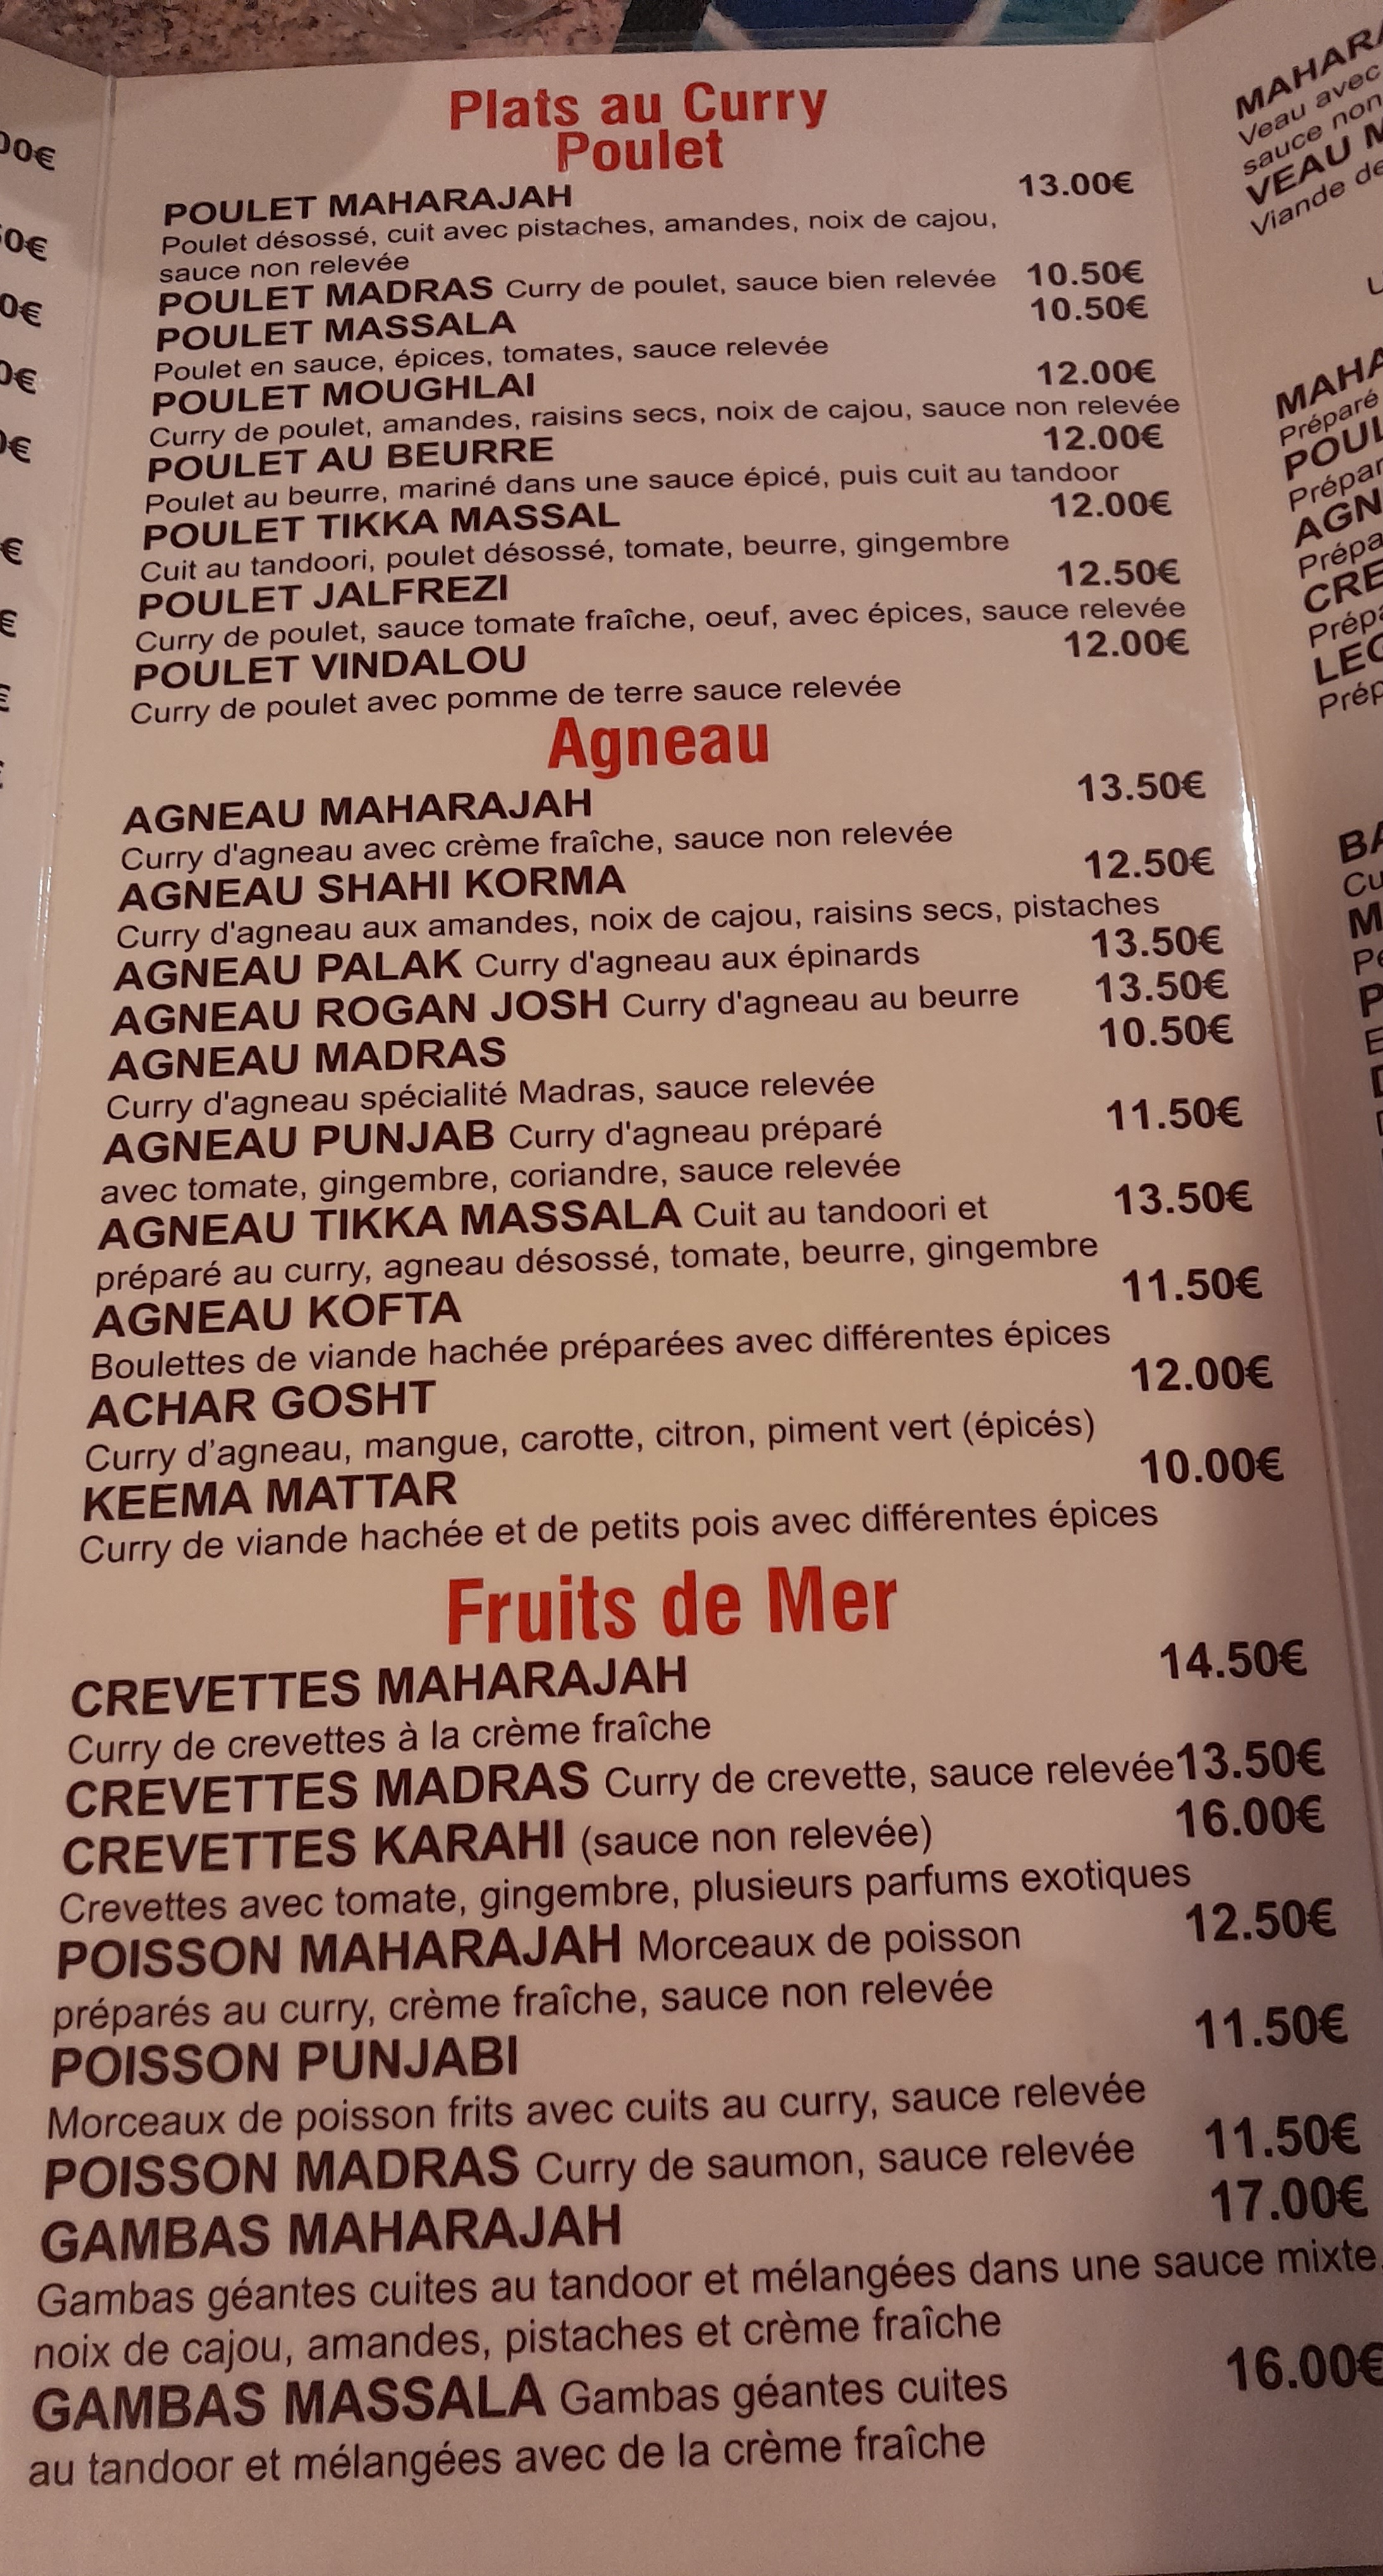 Plats au Curry
Poulet
POULET MAHARAJAH 13.00€
Poulet désossé, cuit avec pistaches, amandes, noix de cajou,
sauce non relevée
POULET MADRAS Curry de poulet, sauce bien relevée 10.50€
POULET MASSALA 10.50€
Poulet en sauce, épices, tomates, sauce relevée
POULET MOUGHLAI 12.00€
Curry de poulet, amandes, raisins secs, noix de cajou, sauce non relevée
POULET AU BEURRE 12.00€
Poulet au beurre, mariné dans une sauce épicé, puis cuit au tandoor
POULET TIKKA MASSAL 12.00€
Cuit au tandoori, poulet désossé, tomate, beurre, gingembre
POULET JALFREZI 12.50€
Curry de poulet, sauce tomate fraîche, oeuf, avec épices, sauce relevée
POULET VINDALOU 12.00€
Curry de poulet avec pomme de terre sauce relevée
Agneau
AGNEAU MAHARAJAH 13.50€
Curry d'agneau avec crème fraîche, sauce non relevée
AGNEAU SHAHI KORMA 12.50€
Curry d'agneau aux amandes, noix de cajou, raisins secs, pistaches
AGNEAU PALAK Curry d'agneau aux épinards 13.50€
AGNEAU ROGAN JOSH Curry d'agneau au beurre 13.50€
AGNEAU MADRAS 10.50€
Curry d'agneau spécialité Madras, sauce relevée
AGNEAU PUNJAB Curry d'agneau préparé 11.50€
avec tomate, gingembre, coriandre, sauce relevée
AGNEAU TIKKA MASSALA Cuit au tandoori et 13.50€
préparé au curry, agneau désossé, tomate, beurre, gingembre
AGNEAU KOFTA 11.50€
Boulettes de viande hachée préparées avec différentes épices
ACHAR GOSHT 12.00€
Curry d’agneau, mangue, carotte, citron, piment vert (épicés)
KEEMA MATTAR 10.00€
Curry de viande hachée et de petits pois avec différentes épices
Fruits de Mer
CREVETTES MAHARAJAH 14.50€
Curry de crevettes à la crème fraîche
CREVETTES MADRAS Curry de crevette, sauce relevée 13.50€
CREVETTES KARAHI (sauce non relevée) 16.00€
Crevettes avec tomate, gingembre, plusieurs parfums exotiques
POISSON MAHARAJAH Morceaux de poisson 12.50€
préparés au curry, crème fraîche, sauce non relevée
POISSON PUNJABI 11.50€
Morceaux de poisson frits avec cuits au curry, sauce relevée
POISSON MADRAS Curry de saumon, sauce relevée 11.50€
GAMBAS MAHARAJAH 17.00€
Gambas géantes cuites au tandoor et mélangées dans une sauce mixte,
noix de cajou, amandes, pistaches et crème fraîche
GAMBAS MASSALA Gambas géantes cuites 16.00€
au tandoor et mélangées avec de la crème fraîche
Veau avec
sauce non
VEAU
Viande